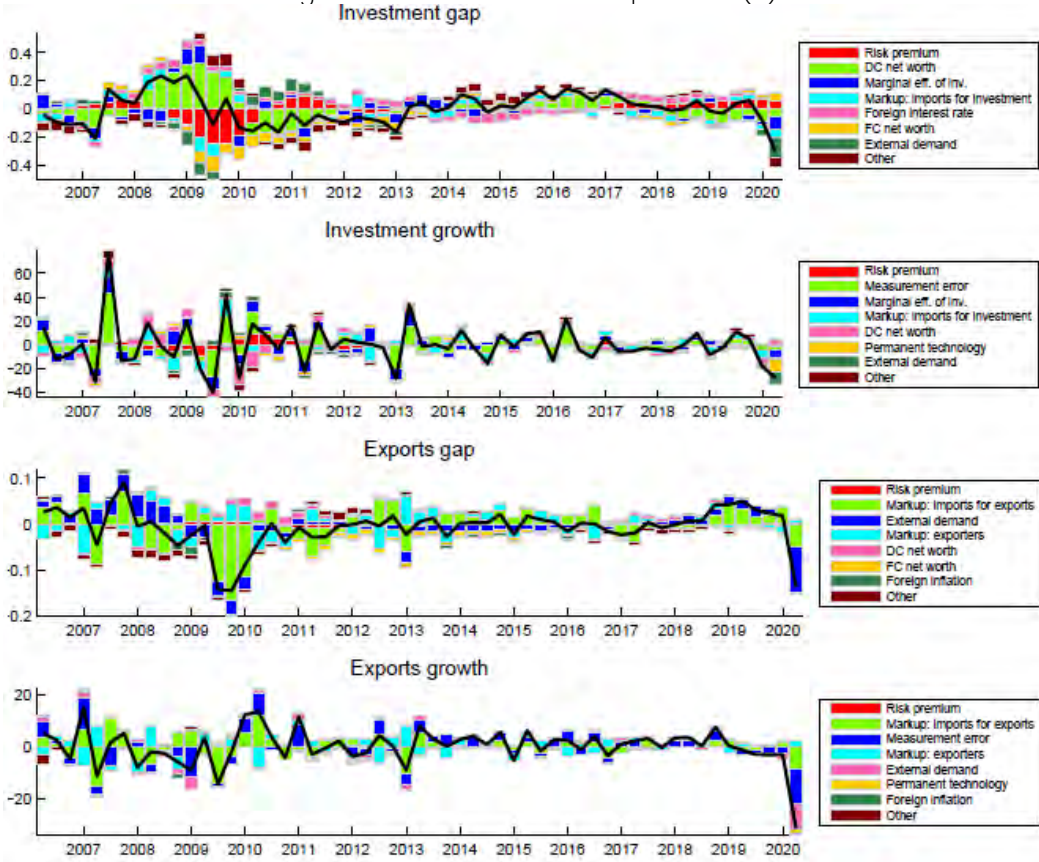 Investment gap
0.4
0.2
0
-0.2
-0.4
2007 2008 2009 2010 2011 2012 2013 2014 2015 2016 2017 2018 2019 2020
Risk premium
DC net worth
Marginal eff. of inv.
Markup: imports for investment
Foreign interest rate
FC net worth
External demand
Other
Investment growth
60
40
20
0
-20
-40
2007 2008 2009 2010 2011 2012 2013 2014 2015 2016 2017 2018 2019 2020
Risk premium
Measurement error
Marginal eff. of inv.
Markup: imports for investment
DC net worth
Permanent technology
External demand
Other
Exports gap
0.1
0
-0.1
-0.2
2007 2008 2009 2010 2011 2012 2013 2014 2015 2016 2017 2018 2019 2020
Risk premium
Markup: imports for exports
External demand
Markup: exporters
DC net worth
FC net worth
Foreign inflation
Other
Exports growth
20
0
-20
2007 2008 2009 2010 2011 2012 2013 2014 2015 2016 2017 2018 2019 2020
Risk premium
Markup: imports for exports
Measurement error
Markup: exporters
External demand
Permanent technology
Foreign inflation
Other